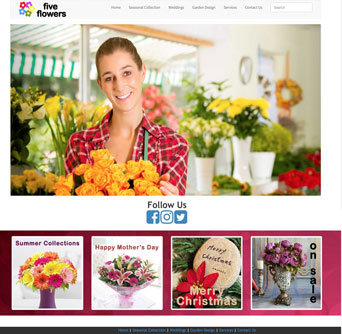 five
flowers
Home Seasonal Collection Weddings Garden Design Services Contact Us Search
Follow Us
Summer Collections
Happy Mother's Day
Merry Christmas
Merry
Christmas
on sale
Home | Seasonal Collection | Weddings | Garden Design | Services | Contact Us